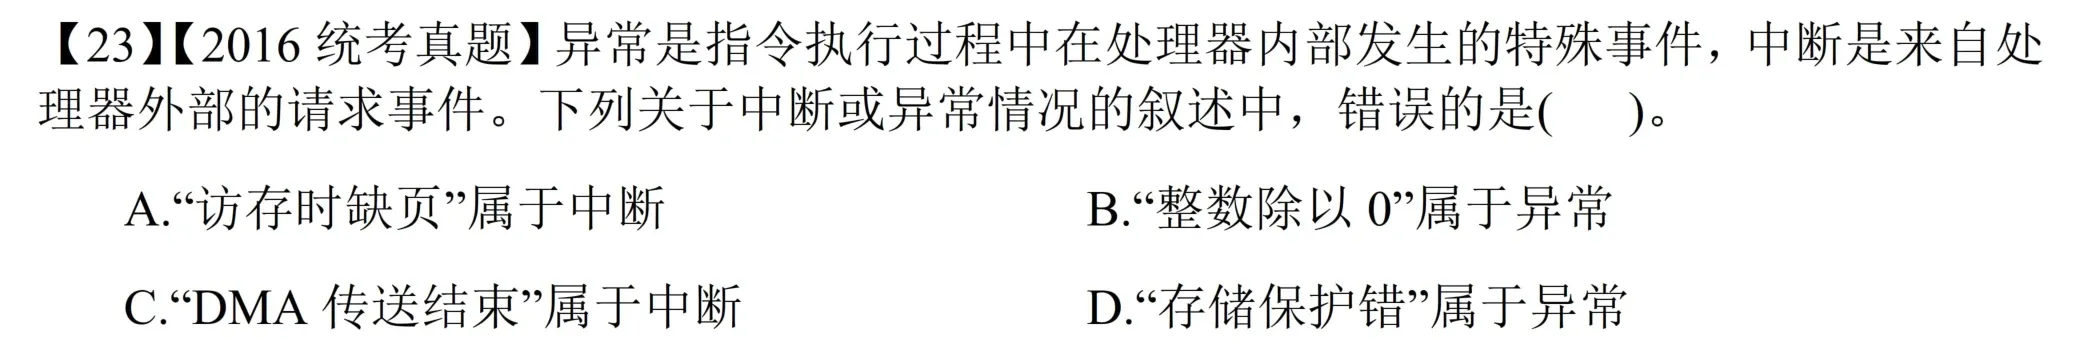 【23】【2016 统考真题】异常是指令执行过程中在处理器内部发生的特殊事件，中断是来自处
理器外部的请求事件。下列关于中断或异常情况的叙述中，错误的是(    )。
A.“访存时缺页”属于中断
B.“整数除以 0”属于异常
C.“DMA 传送结束”属于中断
D.“存储保护错”属于异常